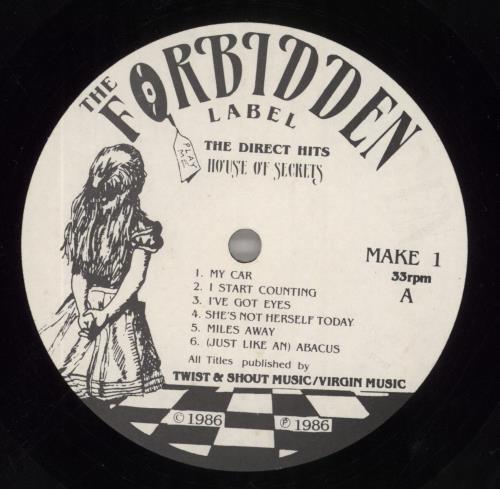 THE FORBIDDEN
LABEL
PLAY ME
THE DIRECT HITS
HOUSE OF SECRETS
MAKE 1
33rpm
A
1. MY CAR
2. I START COUNTING
3. I'VE GOT EYES
4. SHE'S NOT HERSELF TODAY
5. MILES AWAY
6. (JUST LIKE AN) ABACUS
All Titles published by
TWIST & SHOUT MUSIC/VIRGIN MUSIC
© 1986 ℗ 1986